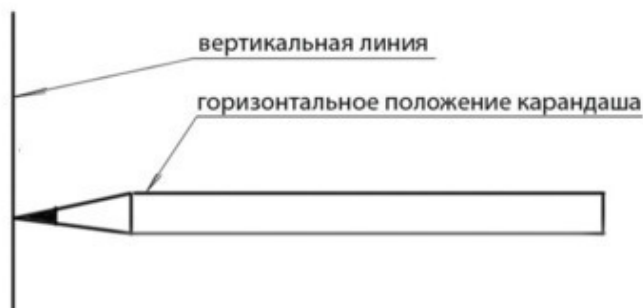 вертикальная линия
горизонтальное положение карандаша